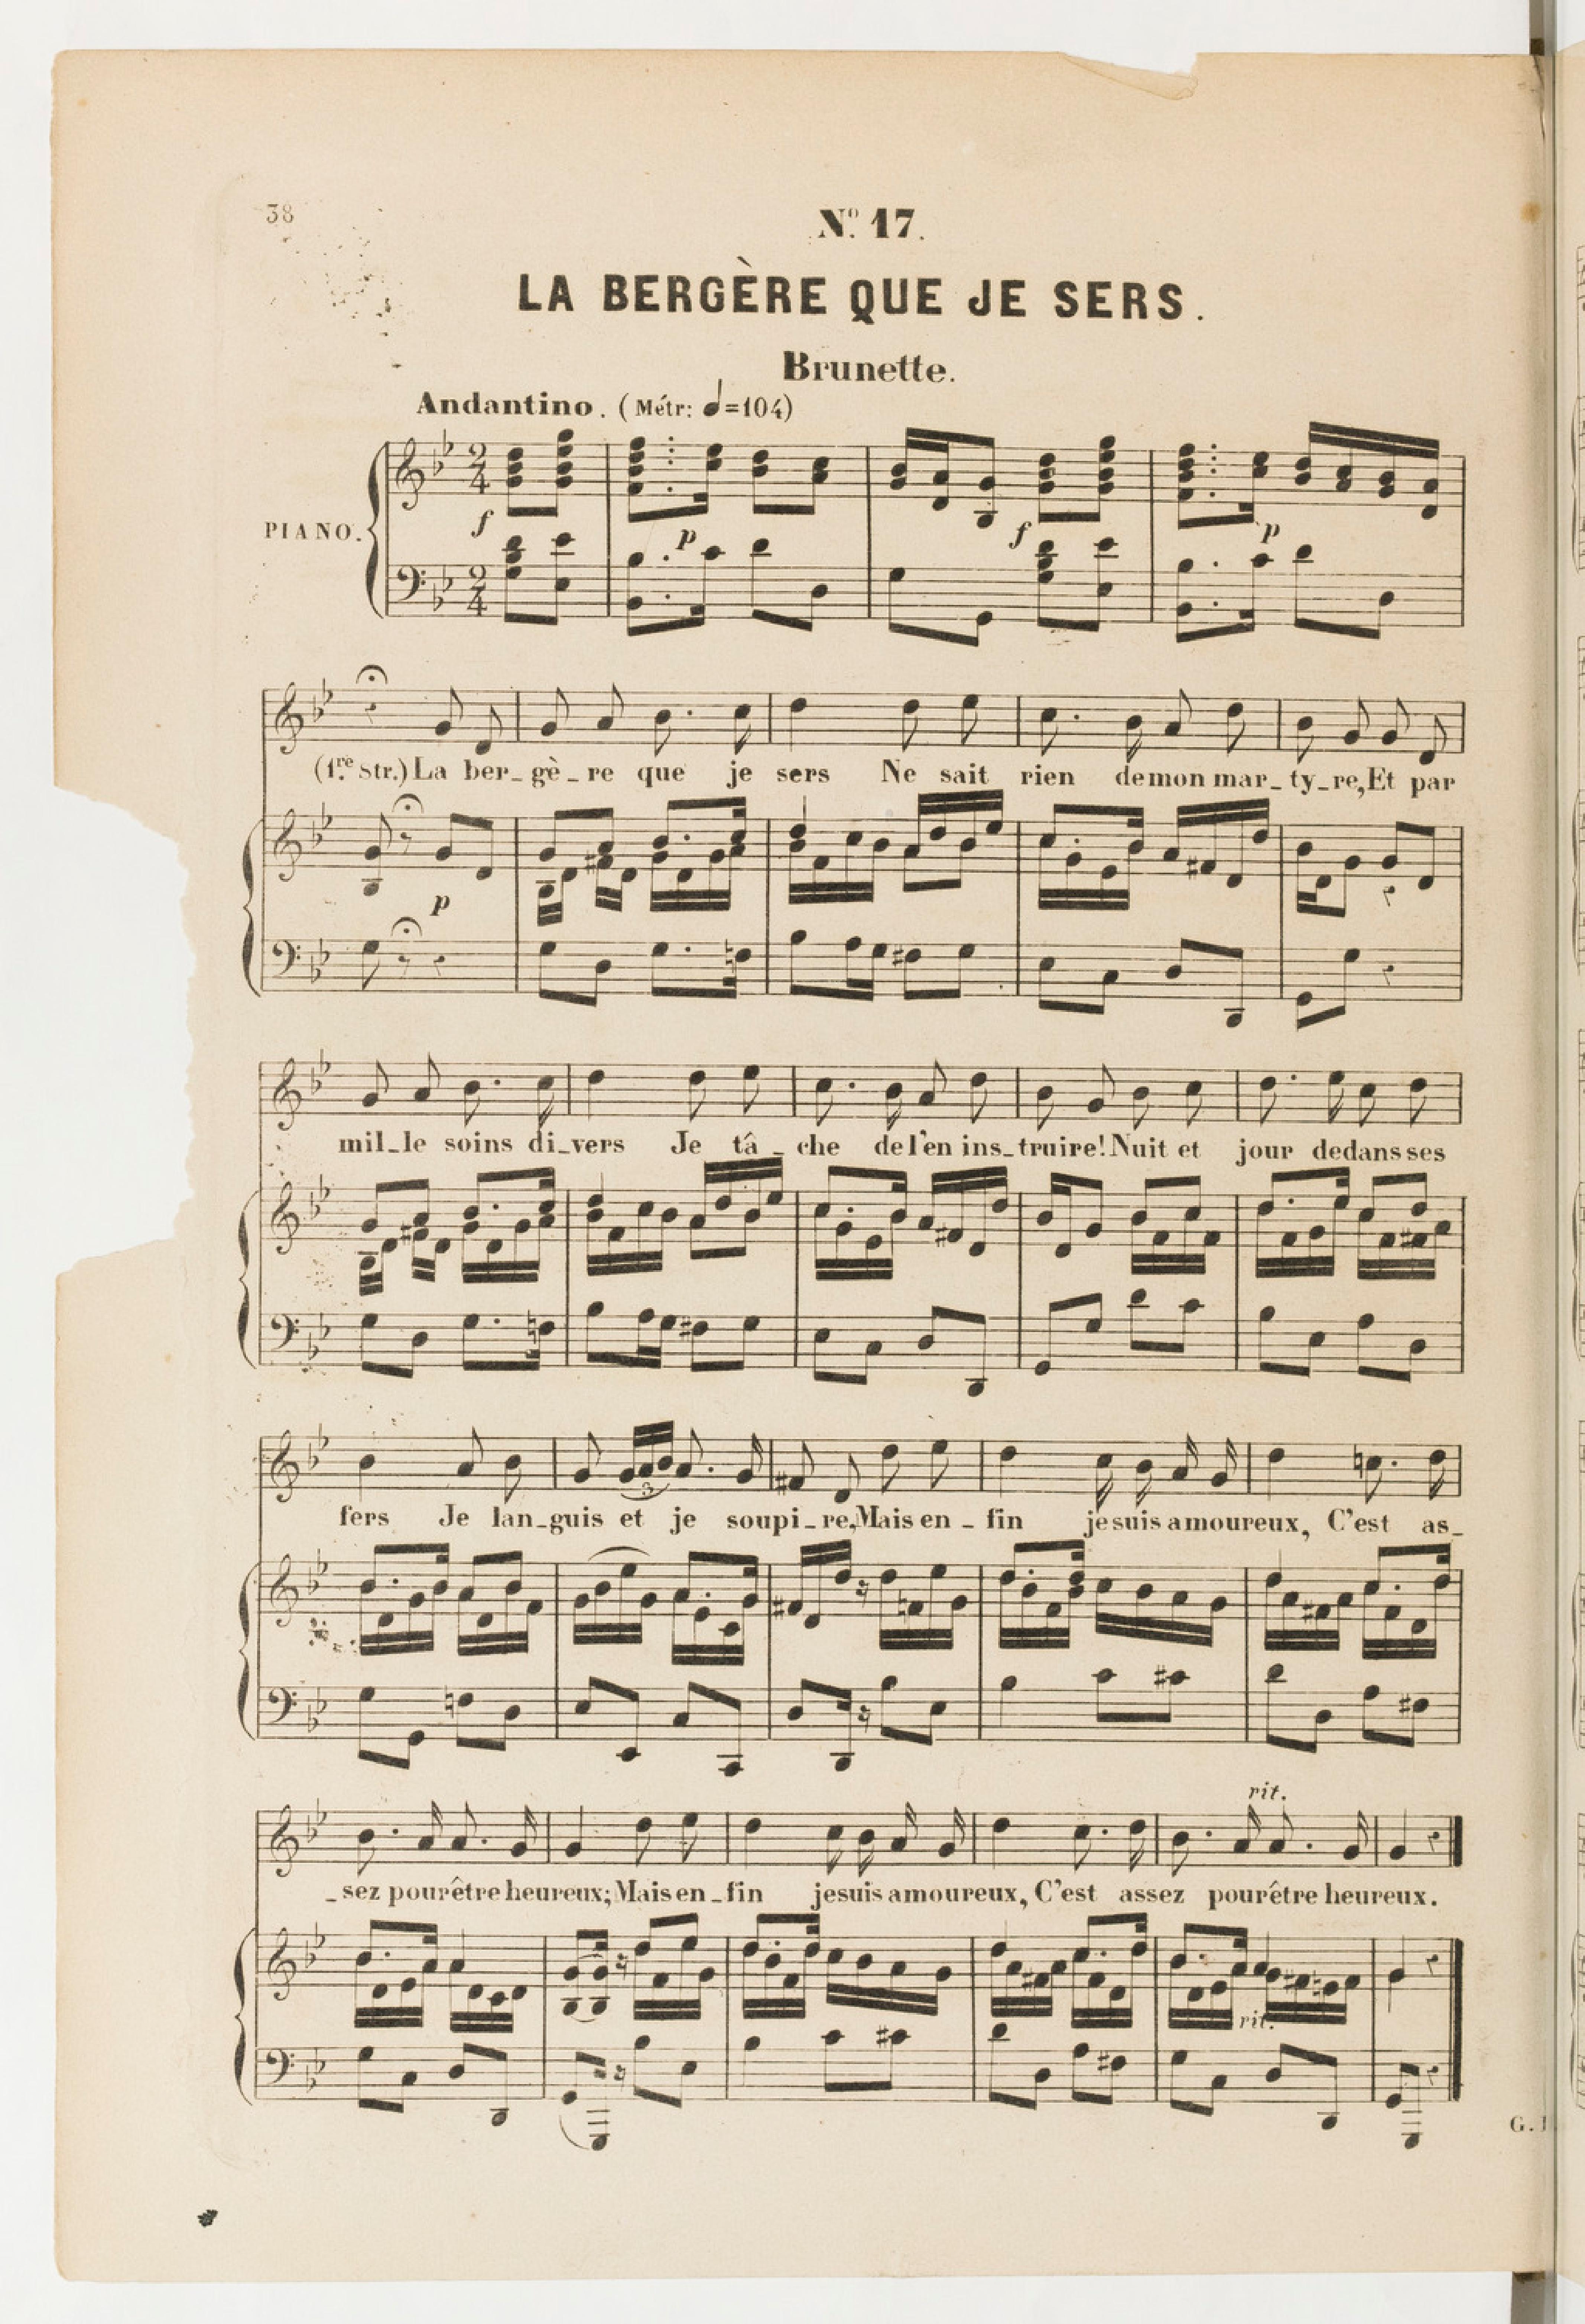 38
Nº 17.
LA BERGÈRE QUE JE SERS.
Brunette.
Andantino. (Métr: ♩=104)
PIANO.
f p f p
(1.re Str.) La ber_gè_re que je sers Ne sait rien de mon mar_ty_re, Et par
p
mil_le soins di_vers Je tâ_che de l'en ins_truire! Nuit et jour dedans ses
fers Je lan_guis et je soupi_re, Mais en_fin je suis amoureux, C'est as_
3
rit.
_sez pour être heureux; Mais en_fin je suis amoureux, C'est assez pour être heureux.
rit.
G.